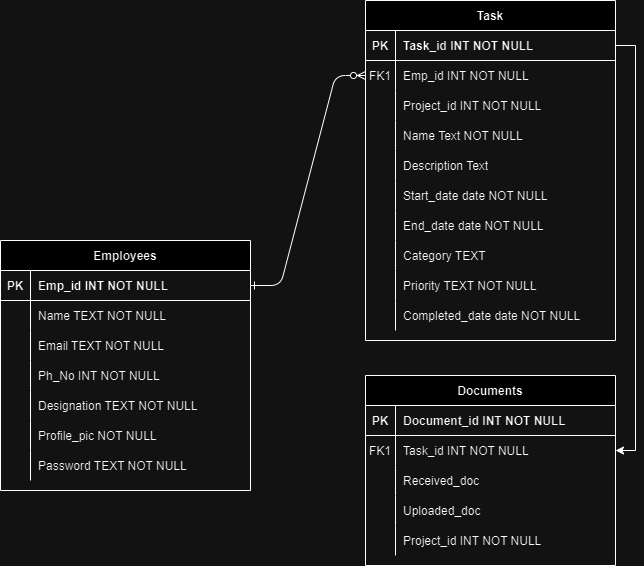 Task
PK Task_id INT NOT NULL
FK1 Emp_id INT NOT NULL
Project_id INT NOT NULL
Name Text NOT NULL
Description Text
Start_date date NOT NULL
End_date date NOT NULL
Category TEXT
Priority TEXT NOT NULL
Completed_date date NOT NULL
Employees
PK Emp_id INT NOT NULL
Name TEXT NOT NULL
Email TEXT NOT NULL
Ph_No INT NOT NULL
Designation TEXT NOT NULL
Profile_pic NOT NULL
Password TEXT NOT NULL
Documents
PK Document_id INT NOT NULL
FK1 Task_id INT NOT NULL
Received_doc
Uploaded_doc
Project_id INT NOT NULL